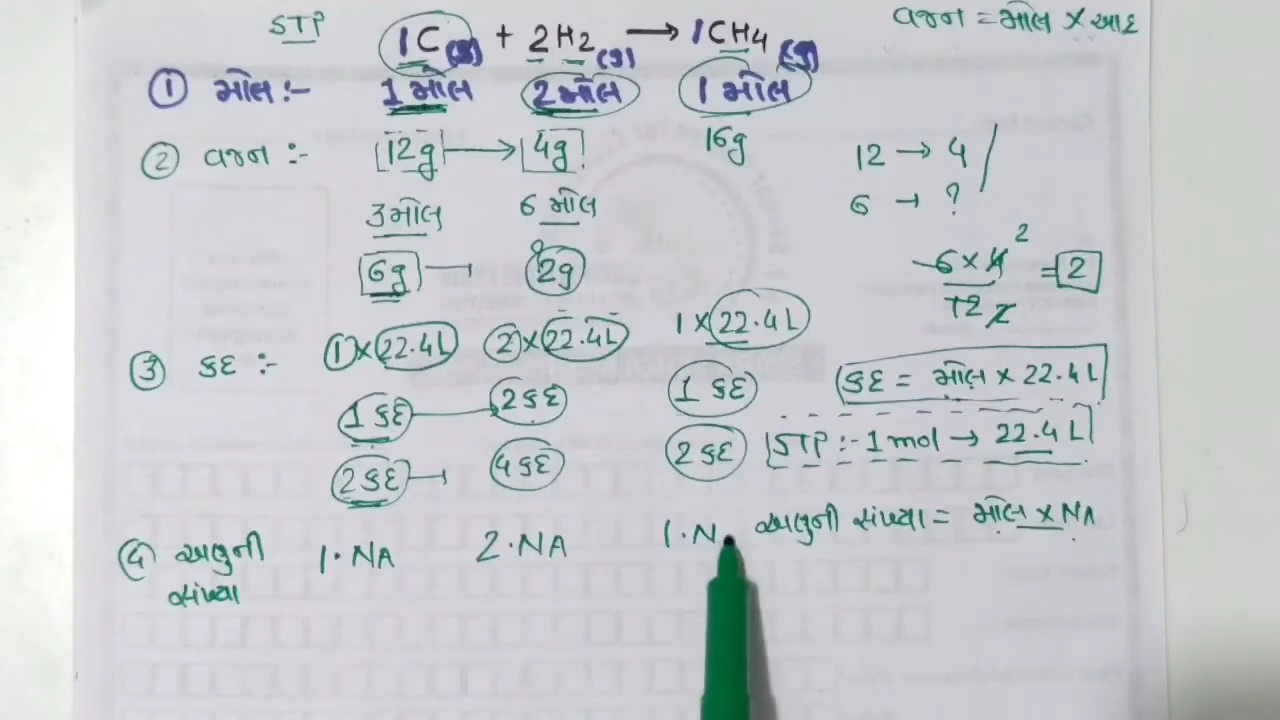 STP 1C(g) + 2H2(g) → 1CH4(g) વજન = મોલ × આદ
① મોલ :- 1 મોલ 2 મોલ 1 મોલ
② વજન :- 12g → 4g 16g 12 → 4
3 મોલ 6 મોલ 6 → ?
6g → 2g 6 × 4 2 = 2
12 2
③ કદ :- 1 × 22.4L 2 × 22.4L 1 × 22.4L
1 કદ 2 કદ 1 કદ કદ = મોલ × 22.4 L
2 કદ → 4 કદ 2 કદ STP :- 1 mol → 22.4 L
④ અણુની સંખ્યા 1·NA 2·NA 1·N અણુની સંખ્યા = મોલ × NA